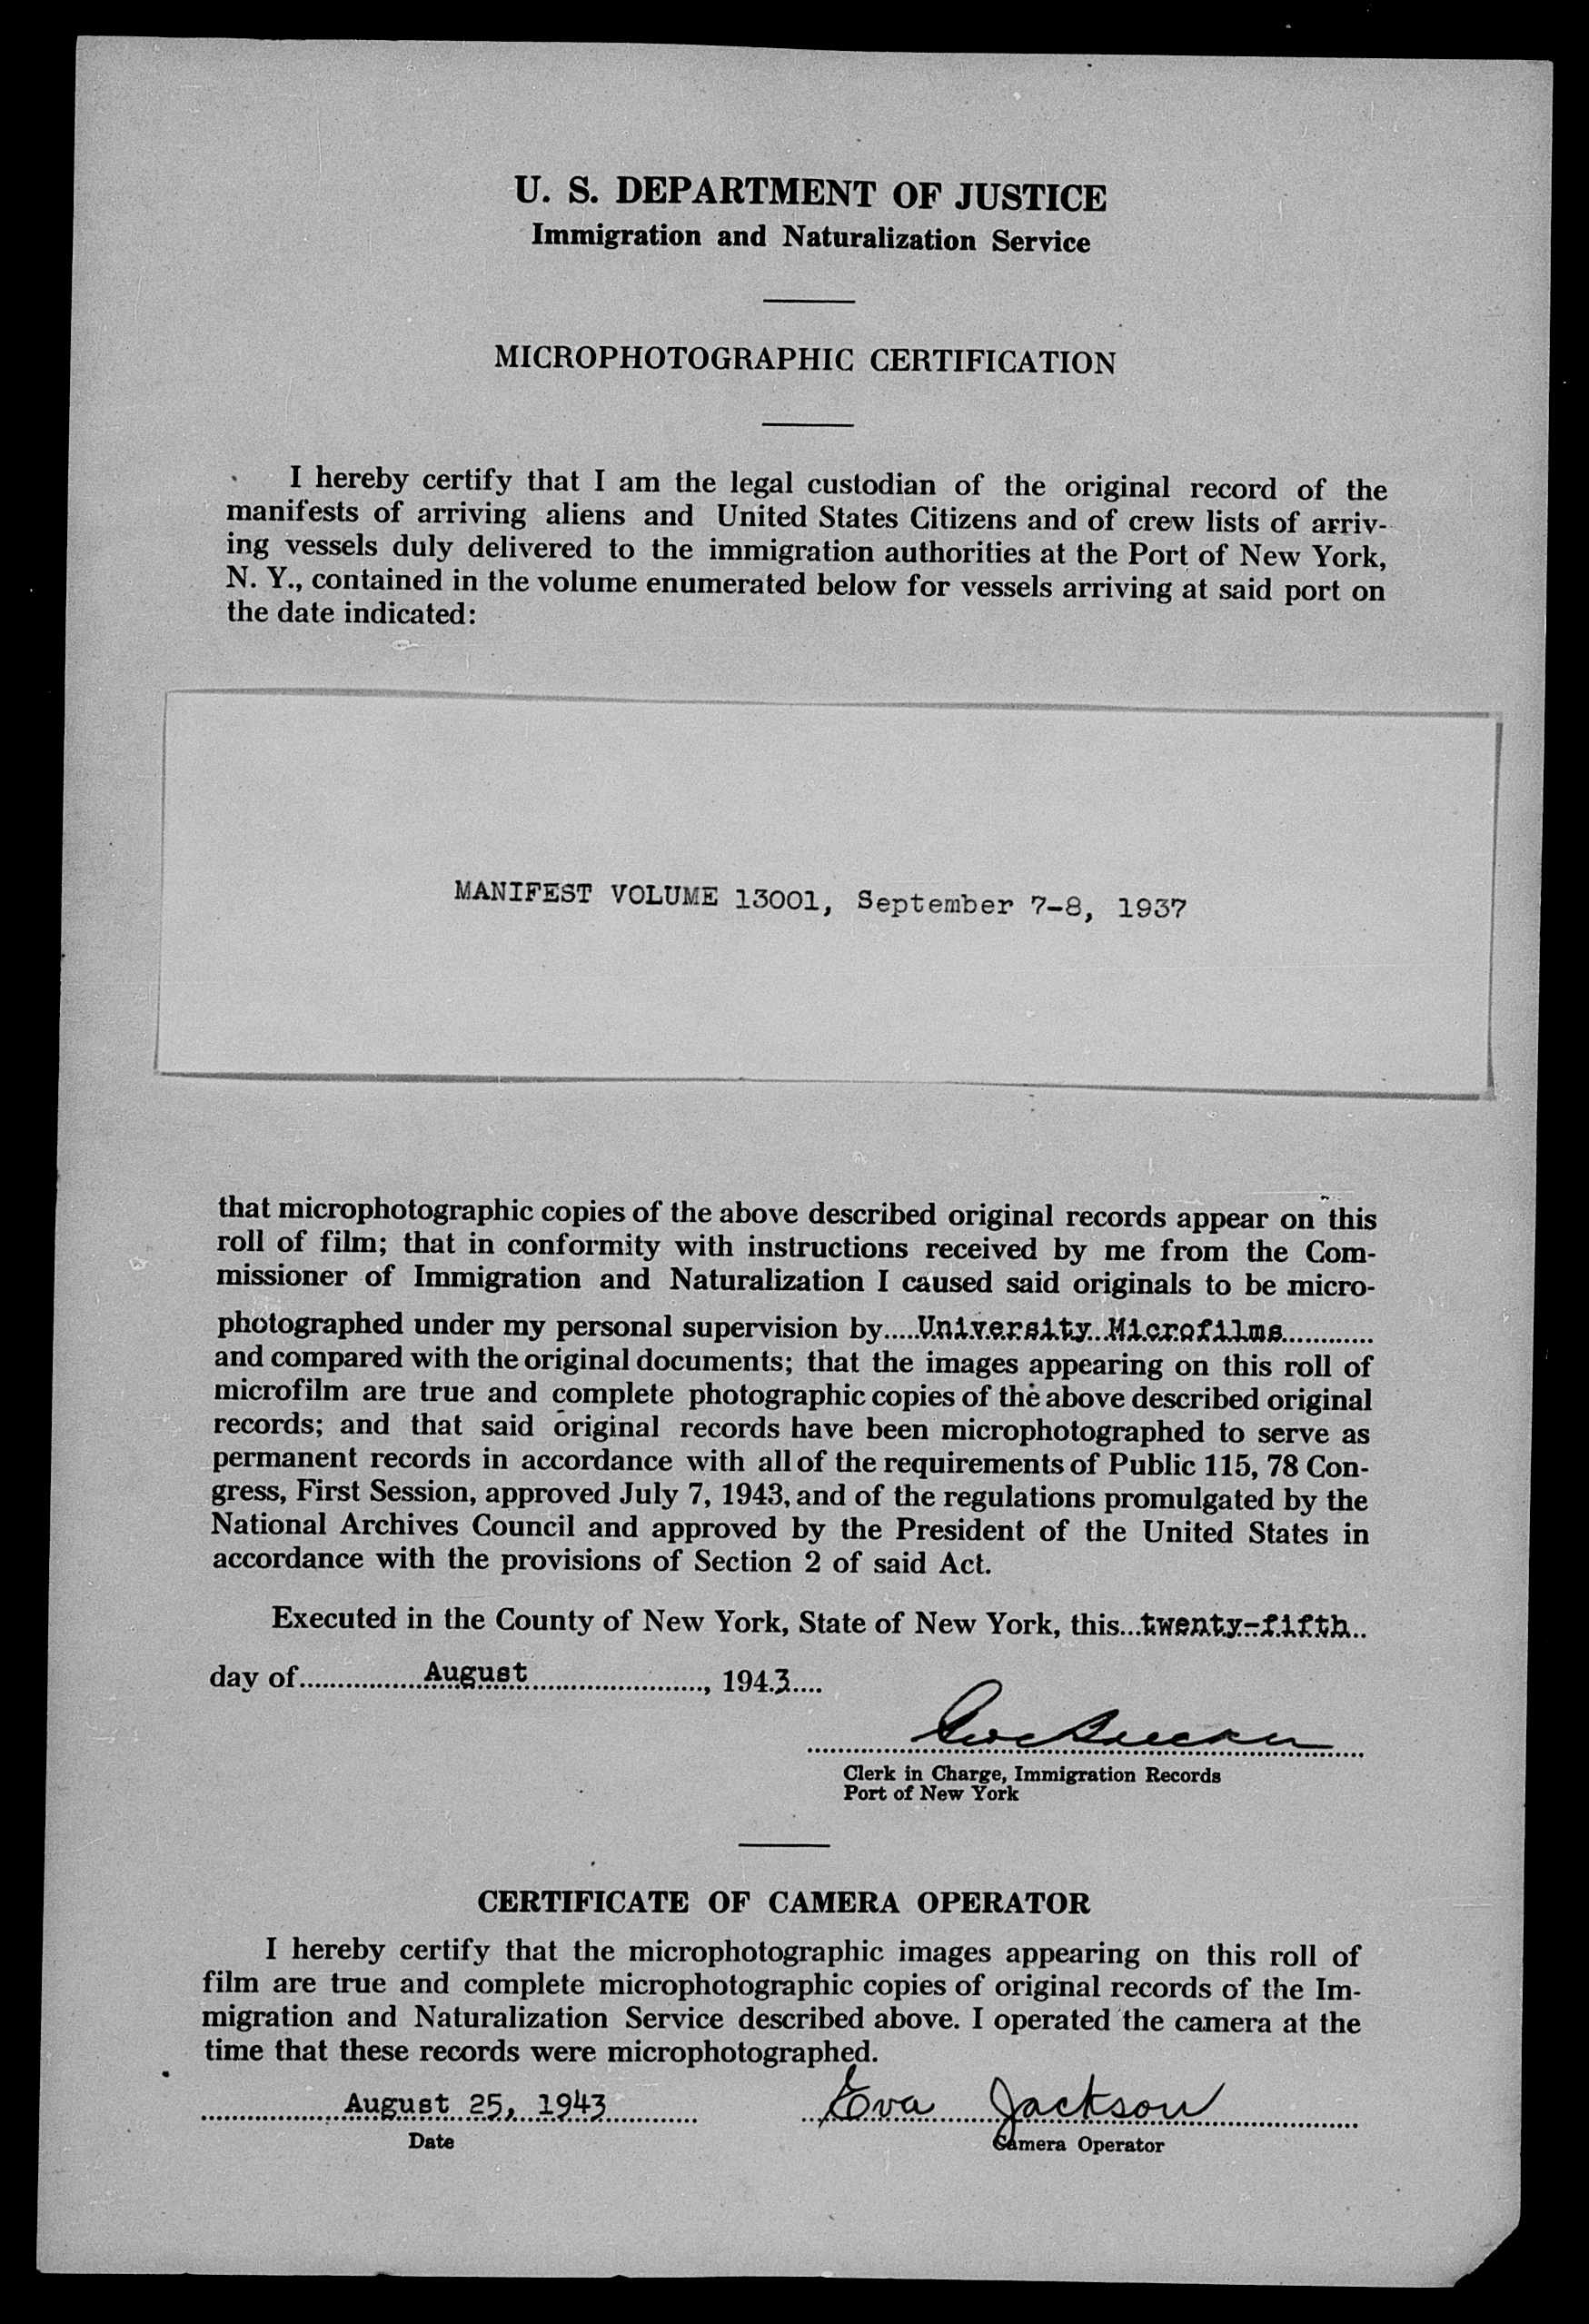 U. S. DEPARTMENT OF JUSTICE
Immigration and Naturalization Service
MICROPHOTOGRAPHIC CERTIFICATION
I hereby certify that I am the legal custodian of the original record of the
manifests of arriving aliens and United States Citizens and of crew lists of arriv-
ing vessels duly delivered to the immigration authorities at the Port of New York,
N. Y., contained in the volume enumerated below for vessels arriving at said port on
the date indicated:
MANIFEST VOLUME 13001, September 7-8, 1937
that microphotographic copies of the above described original records appear on this
roll of film; that in conformity with instructions received by me from the Com-
missioner of Immigration and Naturalization I caused said originals to be micro-
photographed under my personal supervision by University Microfilms
and compared with the original documents; that the images appearing on this roll of
microfilm are true and complete photographic copies of the above described original
records; and that said original records have been microphotographed to serve as
permanent records in accordance with all of the requirements of Public 115, 78 Con-
gress, First Session, approved July 7, 1943, and of the regulations promulgated by the
National Archives Council and approved by the President of the United States in
accordance with the provisions of Section 2 of said Act.
Executed in the County of New York, State of New York, this twenty-fifth
day of August, 1943
Clerk in Charge, Immigration Records
Port of New York
CERTIFICATE OF CAMERA OPERATOR
I hereby certify that the microphotographic images appearing on this roll of
film are true and complete microphotographic copies of original records of the Im-
migration and Naturalization Service described above. I operated the camera at the
time that these records were microphotographed.
August 25, 1943 Eva Jackson
Date Camera Operator